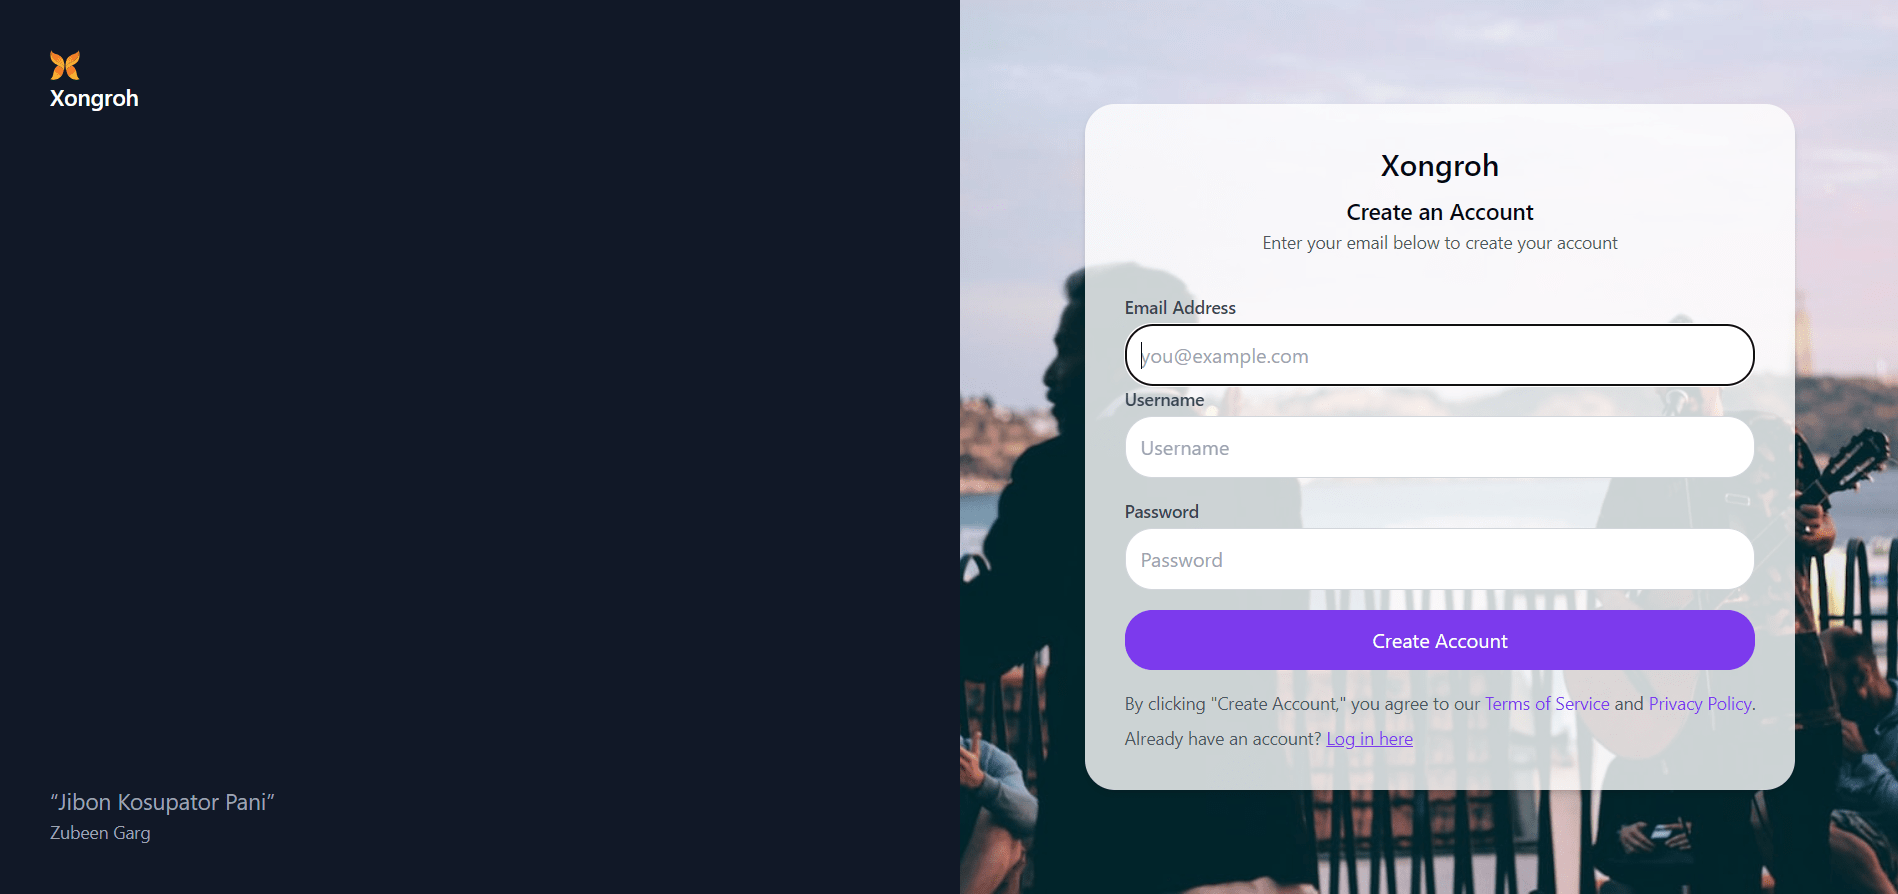 Xongroh
“Jibon Kosupator Pani”
Zubeen Garg
Xongroh
Create an Account
Enter your email below to create your account
Email Address
you@example.com
Username
Username
Password
Password
Create Account
By clicking "Create Account," you agree to our Terms of Service and Privacy Policy.
Already have an account? Log in here